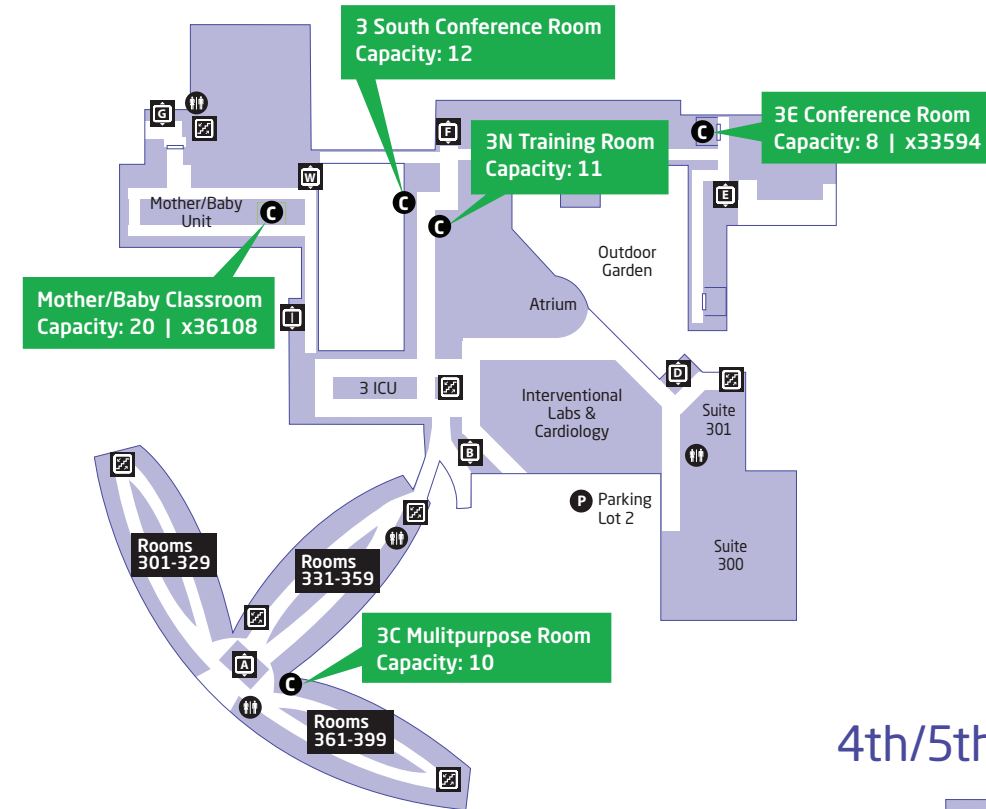 3 South Conference Room
Capacity: 12
3E Conference Room
Capacity: 8 | x33594
3N Training Room
Capacity: 11
G
F
W
E
C
C
C
C
Mother/Baby
Unit
Outdoor
Garden
Mother/Baby Classroom
Capacity: 20 | x36108
I
Atrium
3 ICU
D
Interventional
Labs &
Cardiology
Suite
301
B
P
Parking
Lot 2
Suite
300
Rooms
301-329
Rooms
331-359
3C Mulitpurpose Room
Capacity: 10
A
C
Rooms
361-399
4th/5th